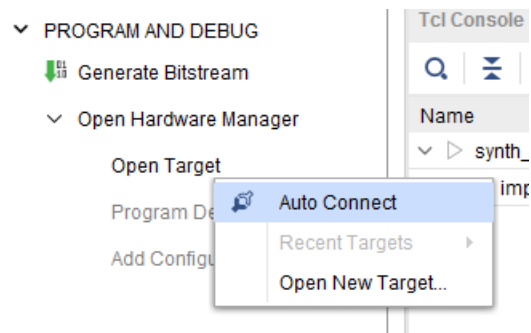 PROGRAM AND DEBUG
Generate Bitstream
Open Hardware Manager
Open Target
Program De
Add Configu
Auto Connect
Recent Targets
Open New Target...
Tcl Console
Name
synth_
imp